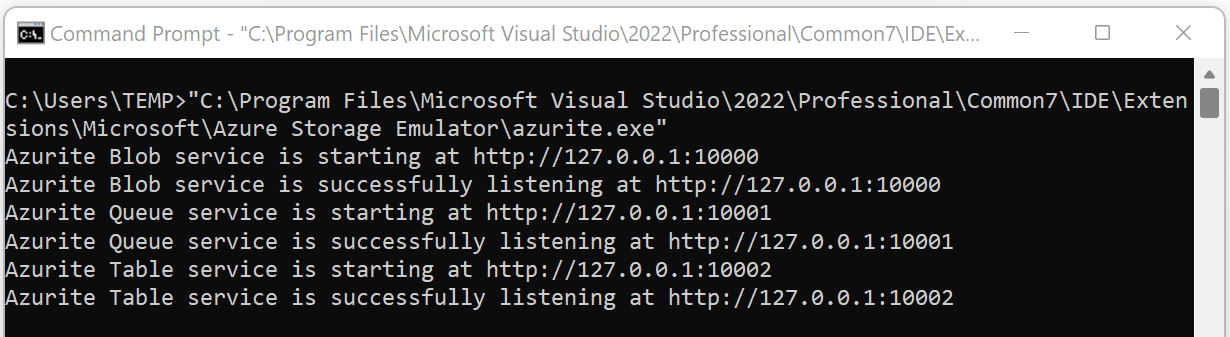 Command Prompt - "C:\Program Files\Microsoft Visual Studio\2022\Professional\Common7\IDE\Ex...
C:\Users\TEMP>"C:\Program Files\Microsoft Visual Studio\2022\Professional\Common7\IDE\Exten
sions\Microsoft\Azure Storage Emulator\azurite.exe"
Azurite Blob service is starting at http://127.0.0.1:10000
Azurite Blob service is successfully listening at http://127.0.0.1:10000
Azurite Queue service is starting at http://127.0.0.1:10001
Azurite Queue service is successfully listening at http://127.0.0.1:10001
Azurite Table service is starting at http://127.0.0.1:10002
Azurite Table service is successfully listening at http://127.0.0.1:10002